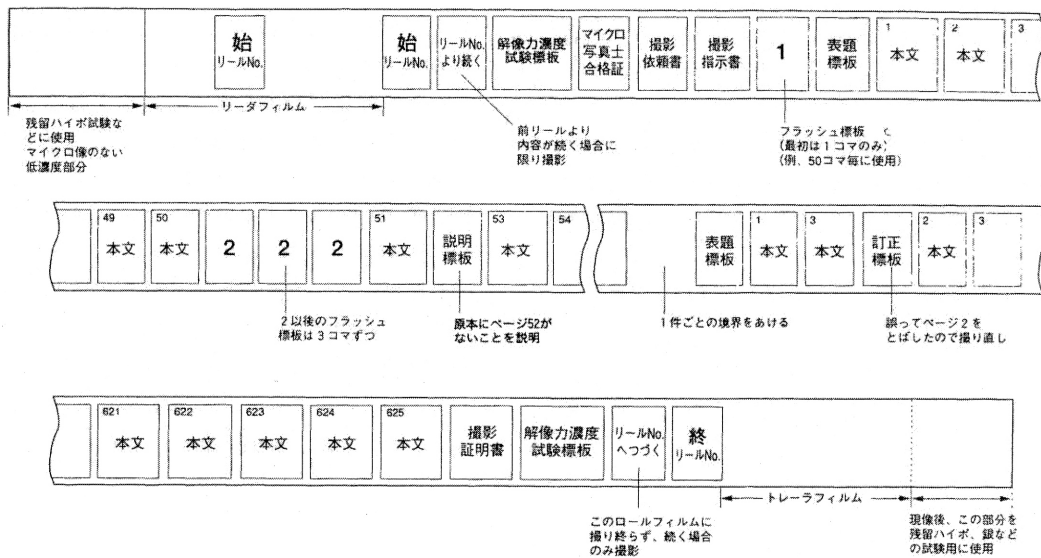 始
リールNo.
始
リールNo.
リールNo.
より続く
解像力濃度
試験標板
マイクロ
写真士
合格証
撮影
依頼書
撮影
指示書
1
表題
標板
1
本文
2
本文
3
リーダフィルム
残留ハイポ試験な
どに使用
マイクロ像のない
低濃度部分
前リールより
内容が続く場合に
限り撮影
フラッシュ標板
(最初は1コマのみ)
(例、50コマ毎に使用)
49
本文
50
本文
2
2
2
51
本文
説明
標板
53
本文
54
表題
標板
1
本文
3
本文
訂正
標板
2
本文
3
2以後のフラッシュ
標板は3コマずつ
原本にページ52が
ないことを説明
1件ごとの境界をあける
誤ってページ2を
とばしたので撮り直し
621
本文
622
本文
623
本文
624
本文
625
本文
撮影
証明書
解像力濃度
試験標板
リールNo.
へつづく
終
リールNo.
トレーラフィルム
このロールフィルムに
撮り終らず、続く場合
のみ撮影
現像後、この部分を
残留ハイポ、銀など
の試験用に使用